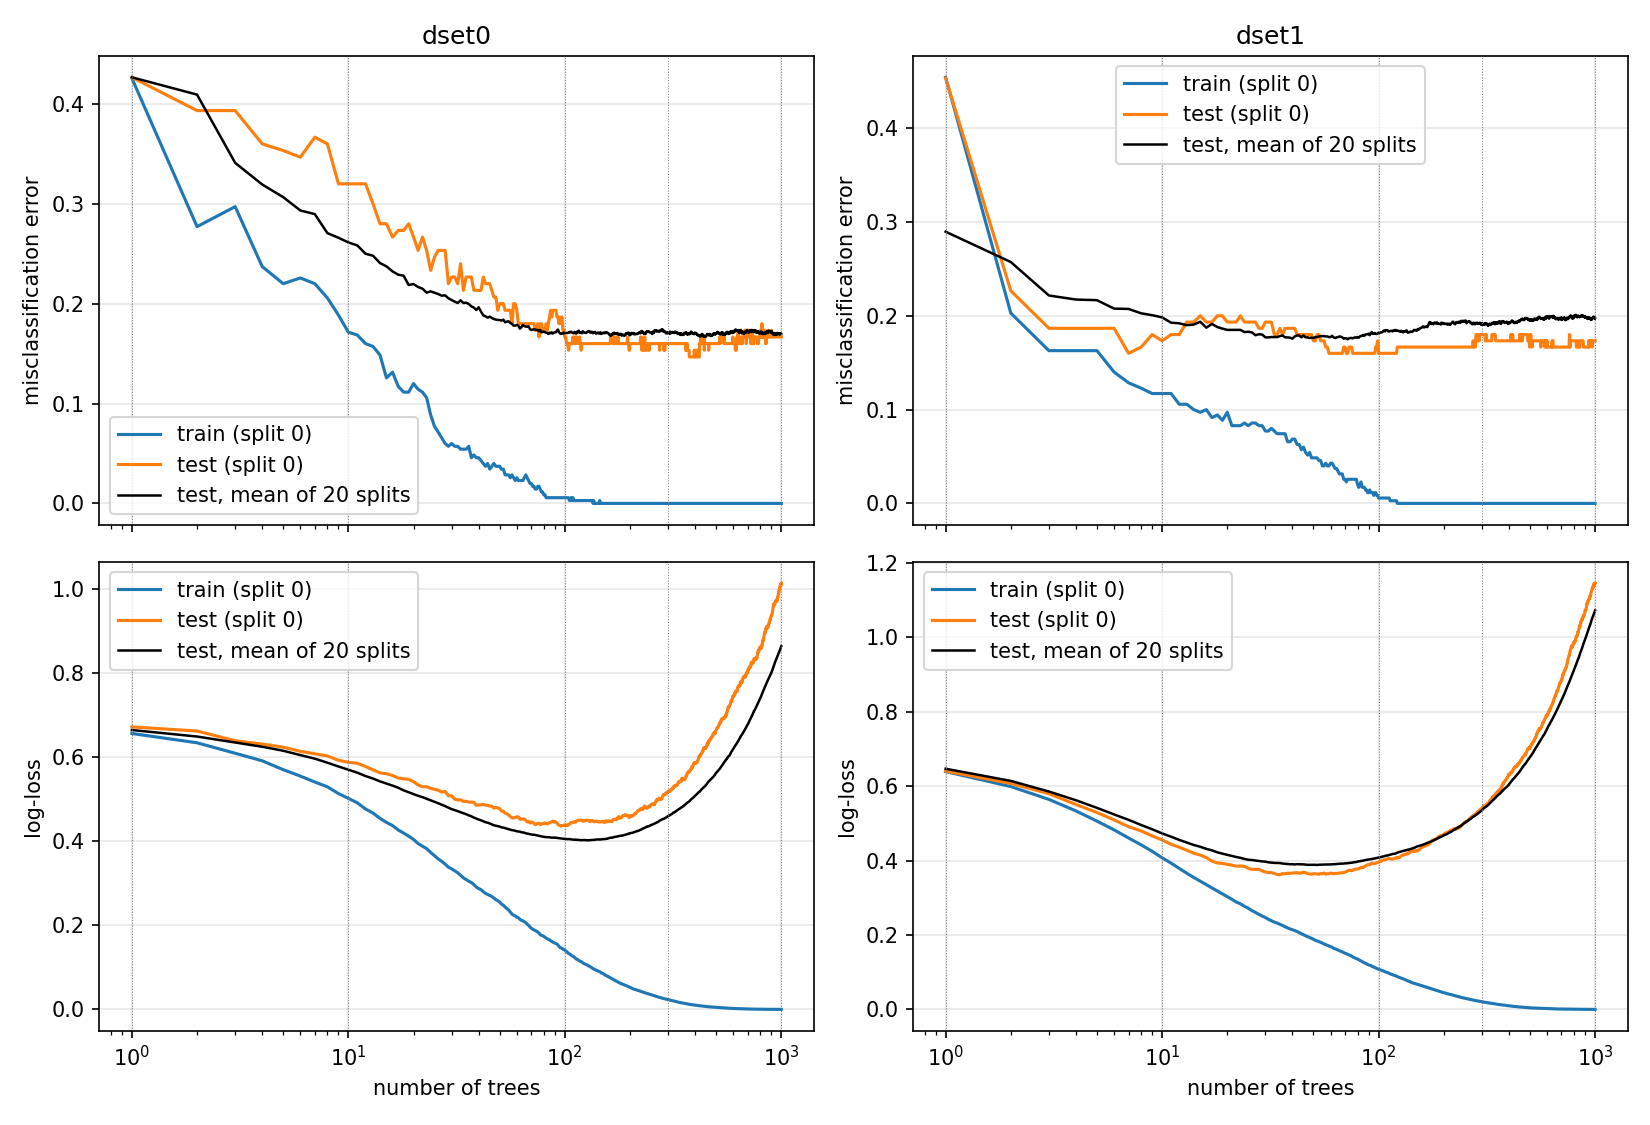 dset0
dset1
misclassification error
0.4
0.3
0.2
0.1
0.0
train (split 0)
test (split 0)
test, mean of 20 splits
misclassification error
0.4
0.3
0.2
0.1
0.0
train (split 0)
test (split 0)
test, mean of 20 splits
log-loss
1.0
0.8
0.6
0.4
0.2
0.0
train (split 0)
test (split 0)
test, mean of 20 splits
10⁰ 10¹ 10² 10³
number of trees
log-loss
1.2
1.0
0.8
0.6
0.4
0.2
0.0
train (split 0)
test (split 0)
test, mean of 20 splits
10⁰ 10¹ 10² 10³
number of trees